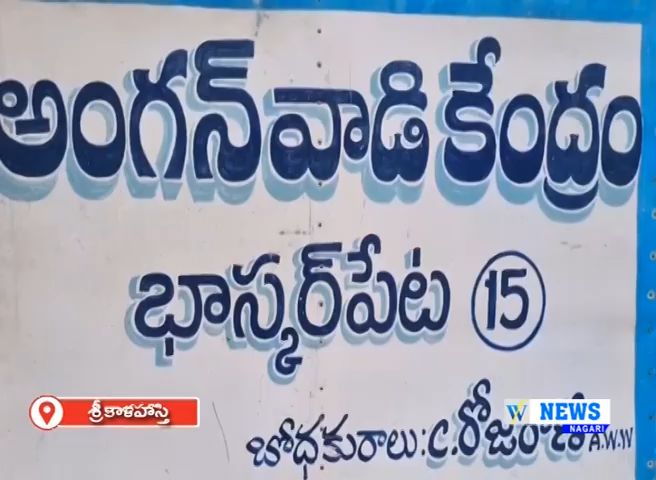 అంగన్‌వాడి కేంద్రం
భాస్కర్‌పేట 15
శ్రీకాళహస్తి
బోధకురాలు: C. A.W.W
W NEWS
NAGARI